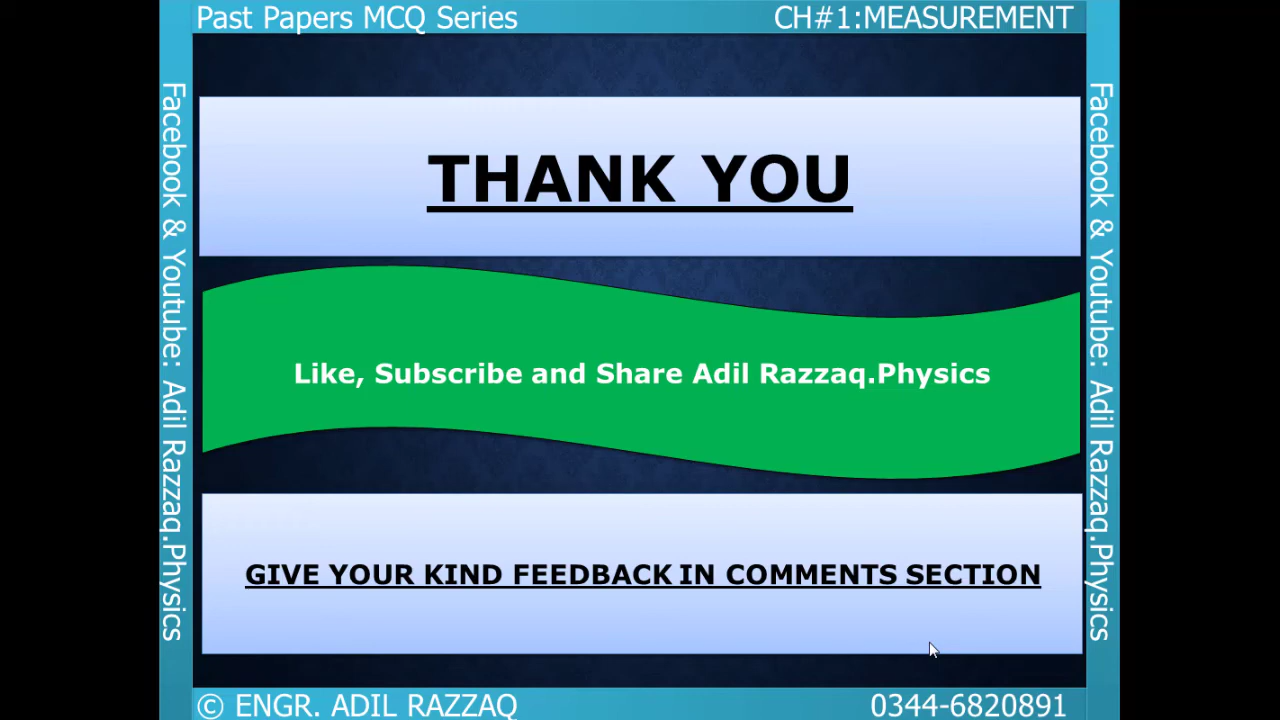 Past Papers MCQ Series
CH#1:MEASUREMENT
Facebook & Youtube: Adil Razzaq.Physics
THANK YOU
Like, Subscribe and Share Adil Razzaq.Physics
GIVE YOUR KIND FEEDBACK IN COMMENTS SECTION
Facebook & Youtube: Adil Razzaq.Physics
© ENGR. ADIL RAZZAQ
0344-6820891